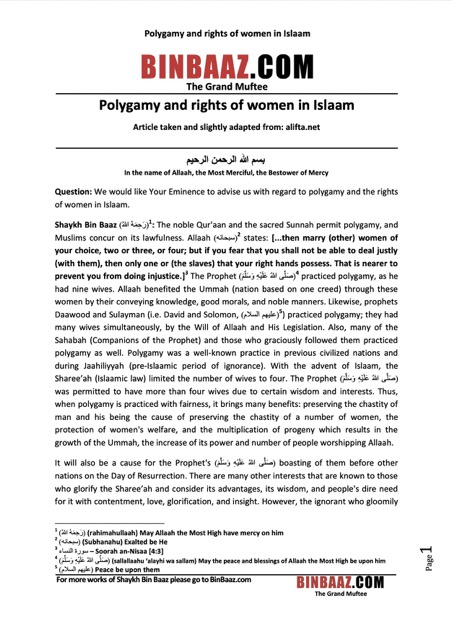 Polygamy and rights of women in Islaam
BINBAAZ.COM
The Grand Muftee
Polygamy and rights of women in Islaam
Article taken and slightly adapted from: alifta.net
بسم الله الرحمن الرحيم
In the name of Allaah, the Most Merciful, the Bestower of Mercy
Question: We would like Your Eminence to advise us with regard to polygamy and the rights
of women in Islaam.
Shaykh Bin Baaz (رَحِمَهُ اللَّهُ)1: The noble Qur'aan and the sacred Sunnah permit polygamy, and
Muslims concur on its lawfulness. Allaah (سبحانه)2 states: [...then marry (other) women of
your choice, two or three, or four; but if you fear that you shall not be able to deal justly
(with them), then only one or (the slaves) that your right hands possess. That is nearer to
prevent you from doing injustice.]3 The Prophet (صَلَّى اللهُ عَلَيْهِ وَسَلَّمَ)4 practiced polygamy, as he
had nine wives. Allaah benefited the Ummah (nation based on one creed) through these
women by their conveying knowledge, good morals, and noble manners. Likewise, prophets
Daawood and Sulaymaan (i.e. David and Solomon, (عليهم السلام)5) practiced polygamy; they had
many wives simultaneously, by the Will of Allaah and His Legislation. Also, many of the
Sahabah (Companions of the Prophet) and those who graciously followed them practiced
polygamy as well. Polygamy was a well-known practice in previous civilized nations and
during Jaahiliyyah (pre-Islamic period of ignorance). With the advent of Islaam, the
Sharee'ah (Islamic law) limited the number of wives to four. The Prophet (صَلَّى اللهُ عَلَيْهِ وَسَلَّمَ)
was permitted to have more than four wives due to certain wisdom and interests. Thus,
when polygamy is practiced with fairness, it brings many benefits: preserving the chastity of
man and his being the cause of preserving the chastity of a number of women, the
protection of women's welfare, and the multiplication of progeny which results in the
growth of the Ummah, the increase of its power and number of people worshipping Allaah.
It will also be a cause for the Prophet's (صَلَّى اللهُ عَلَيْهِ وَسَلَّمَ) boasting of them before other
nations on the Day of Resurrection. There are many other interests that are known to those
who glorify the Sharee'ah and consider its advantages, its wisdom, and people's dire need
for it with contentment, love, glorification, and insight. However, the ignorant who gloomily
1 (رَحِمَهُ اللَّهُ) (rahimahullaah) May Allaah the Most High have mercy on him
2 (سبحانه) (Subhanahu) Exalted be He
3 سورة النساء – Soorah an-Nisaa [4:3]
4 (صَلَّى اللهُ عَلَيْهِ وَسَلَّمَ) (sallallaahu 'alayhi wa sallam) May the peace and blessings of Allaah the Most High be upon him
5 (عليهم السلام) Peace be upon them
Page 1
For more works of Shaykh Bin Baaz please go to BinBaaz.com
BINBAAZ.COM
The Grand Muftee